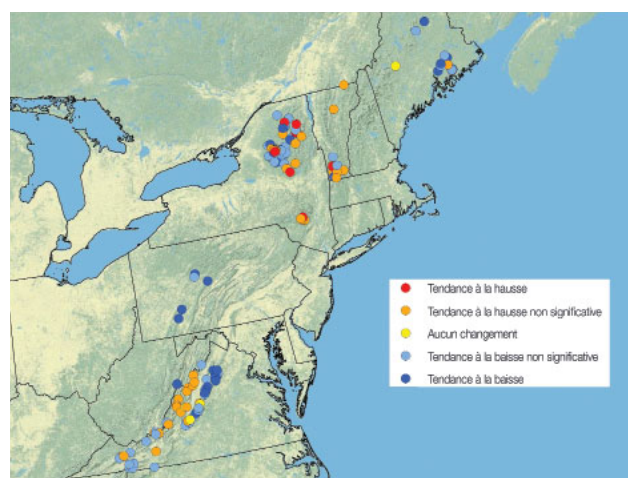 Tendance à la hausse
Tendance à la hausse non significative
Aucun changement
Tendance à la baisse non significative
Tendance à la baisse